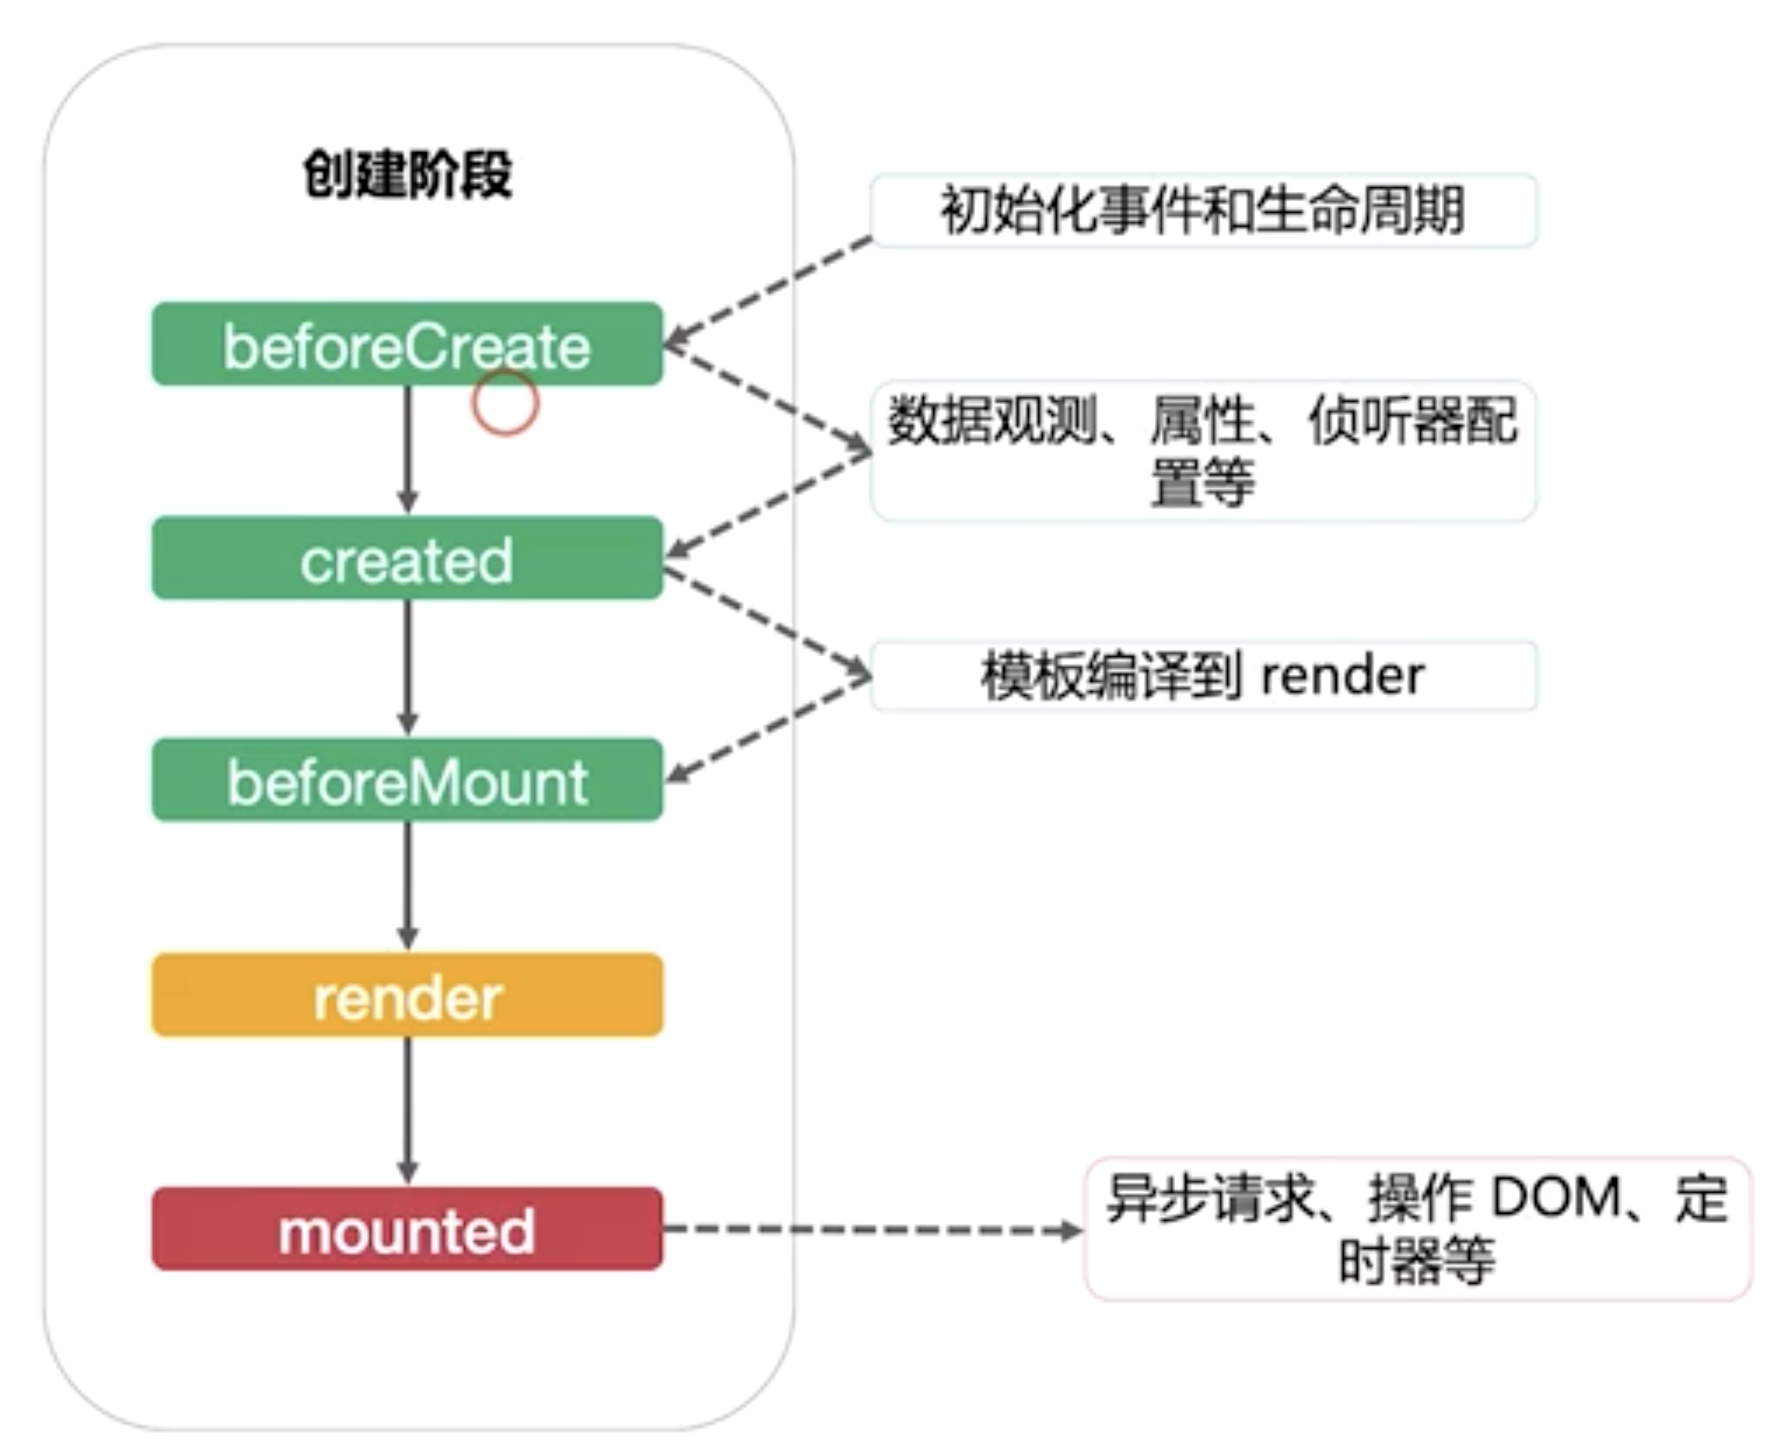 创建阶段
初始化事件和生命周期
beforeCreate
数据观测、属性、侦听器配
置等
created
模板编译到 render
beforeMount
render
mounted
异步请求、操作 DOM、定
时器等